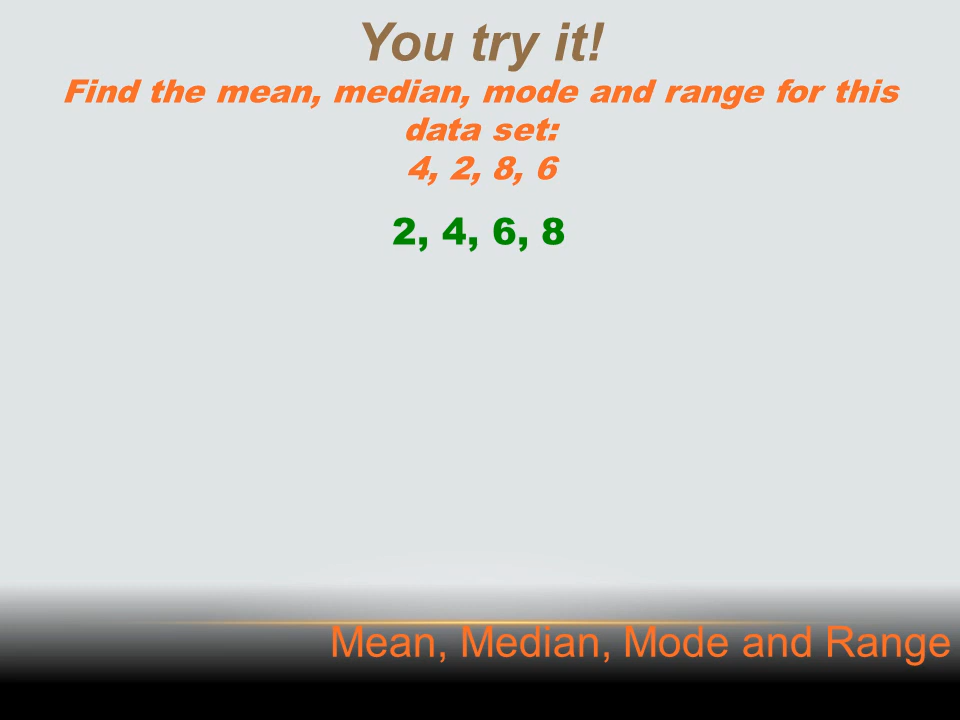 You try it!
Find the mean, median, mode and range for this
data set:
4, 2, 8, 6
2, 4, 6, 8
Mean, Median, Mode and Range